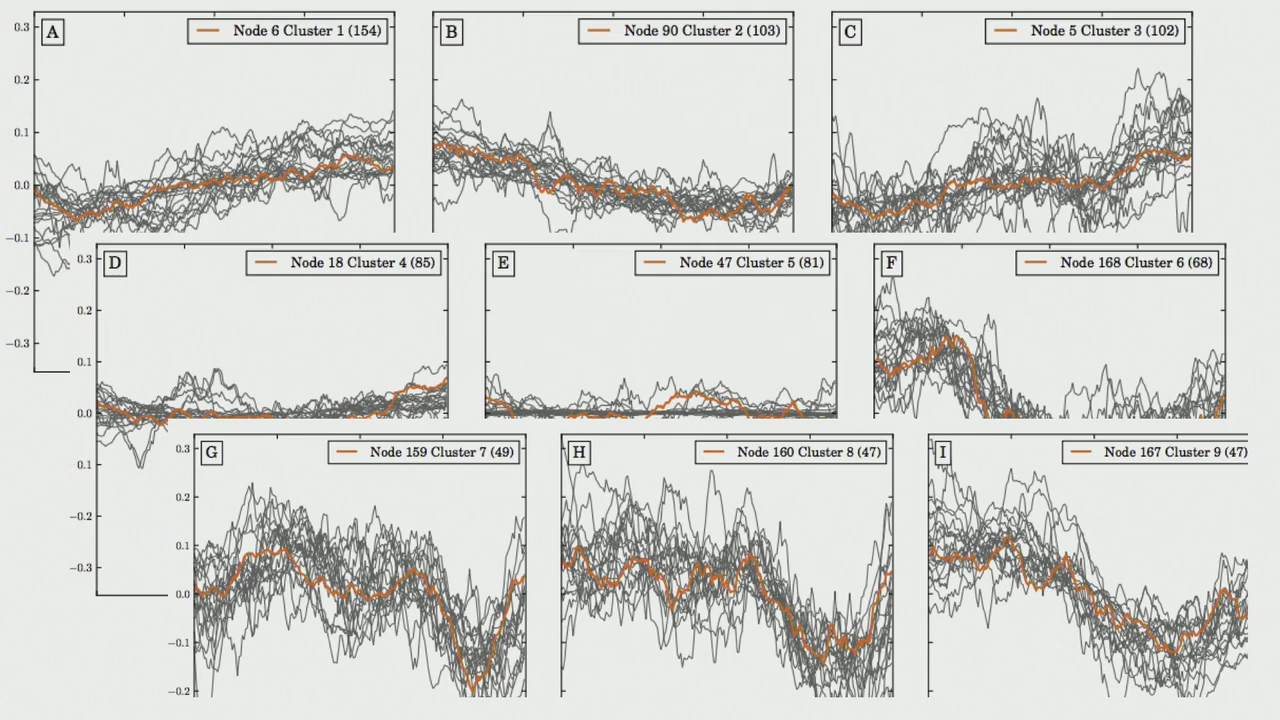 A Node 6 Cluster 1 (154)
B Node 90 Cluster 2 (103)
C Node 5 Cluster 3 (102)
0.3
0.2
0.1
0.0
−0.1
−0.2
−0.3
D Node 18 Cluster 4 (85)
E Node 47 Cluster 5 (81)
F Node 168 Cluster 6 (68)
0.3
0.2
0.1
0.0
0.1
−0.2
−0.3
G Node 159 Cluster 7 (49)
H Node 160 Cluster 8 (47)
I Node 167 Cluster 9 (47)
0.3
0.2
0.1
0.0
−0.1
−0.2